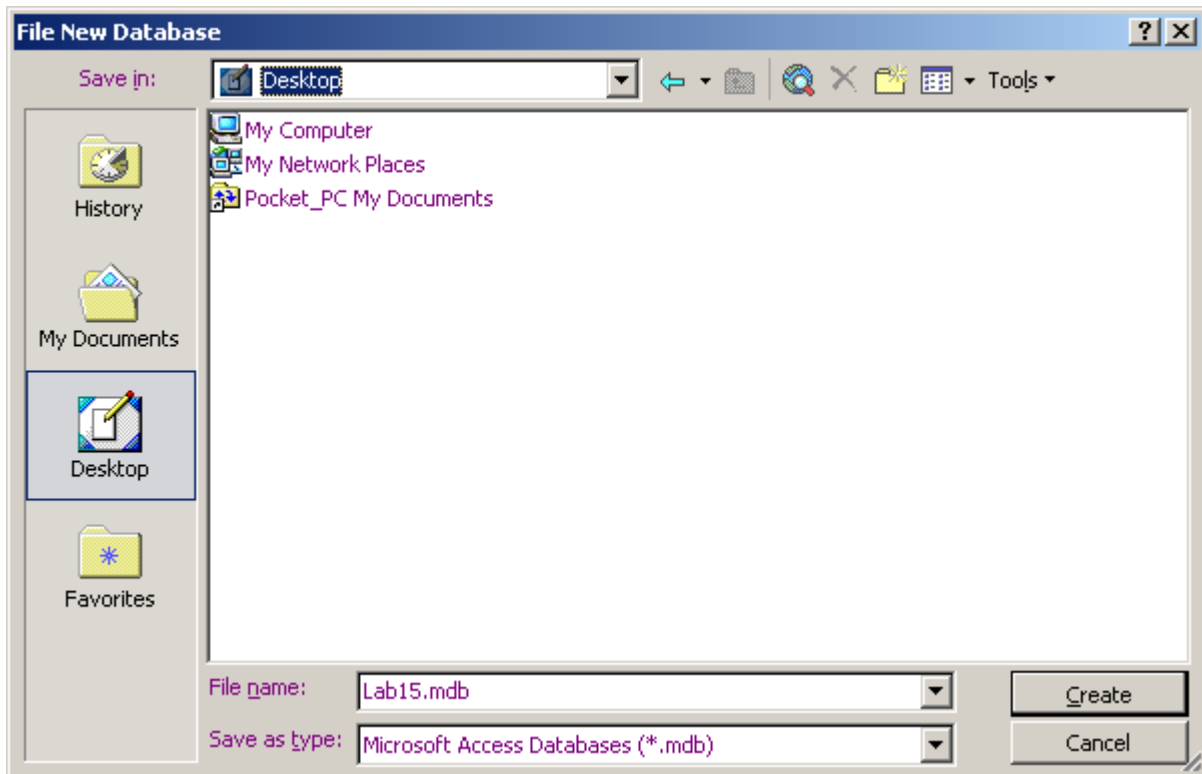 File New Database
Save in:
Desktop
Tools
My Computer
My Network Places
Pocket_PC My Documents
History
My Documents
Desktop
Favorites
File name:
Lab15.mdb
Create
Save as type:
Microsoft Access Databases (*.mdb)
Cancel